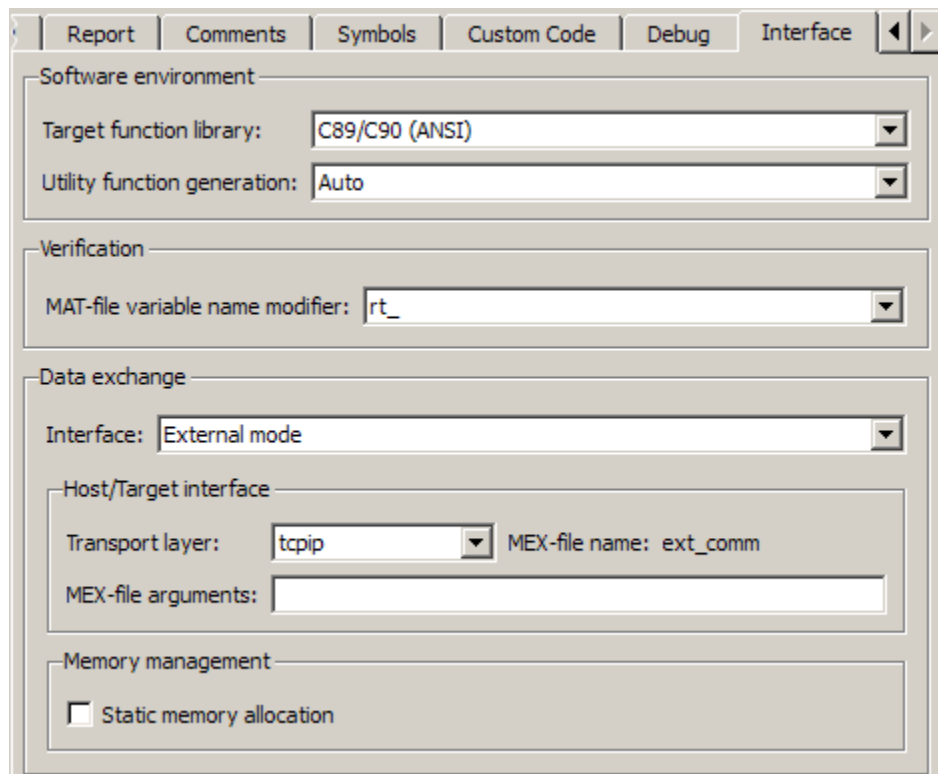 Report Comments Symbols Custom Code Debug Interface
Software environment
Target function library: C89/C90 (ANSI)
Utility function generation: Auto
Verification
MAT-file variable name modifier: rt_
Data exchange
Interface: External mode
Host/Target interface
Transport layer: tcpip MEX-file name: ext_comm
MEX-file arguments:
Memory management
Static memory allocation